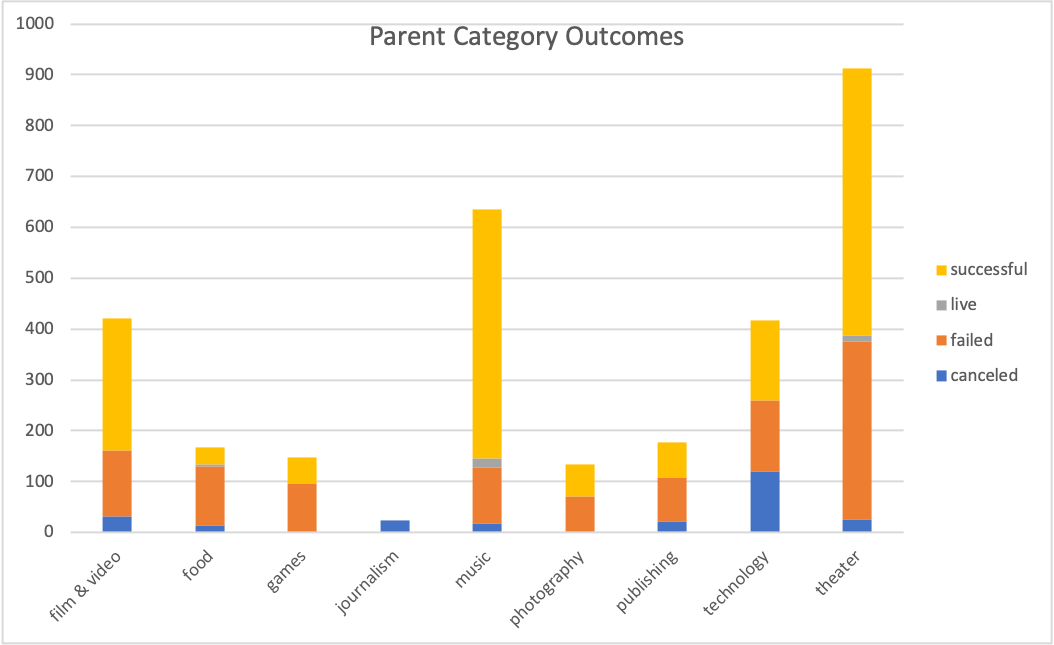 Parent Category Outcomes
1000
900
800
700
600
500
400
300
200
100
0
film & video
food
games
journalism
music
photography
publishing
technology
theater
successful
live
failed
canceled